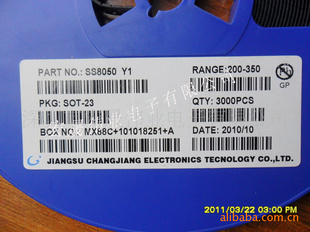 PART NO.: SS8050 Y1
RANGE:200-350
PKG: SOT-23
QTY: 3000PCS
BOX NO.: MX88C+101018251+A
DATE: 2010/10
GP
JIANGSU CHANGJIANG ELECTRONICS TECNOLOGY CO.,LTD.
2011/03/22 03:00 PM